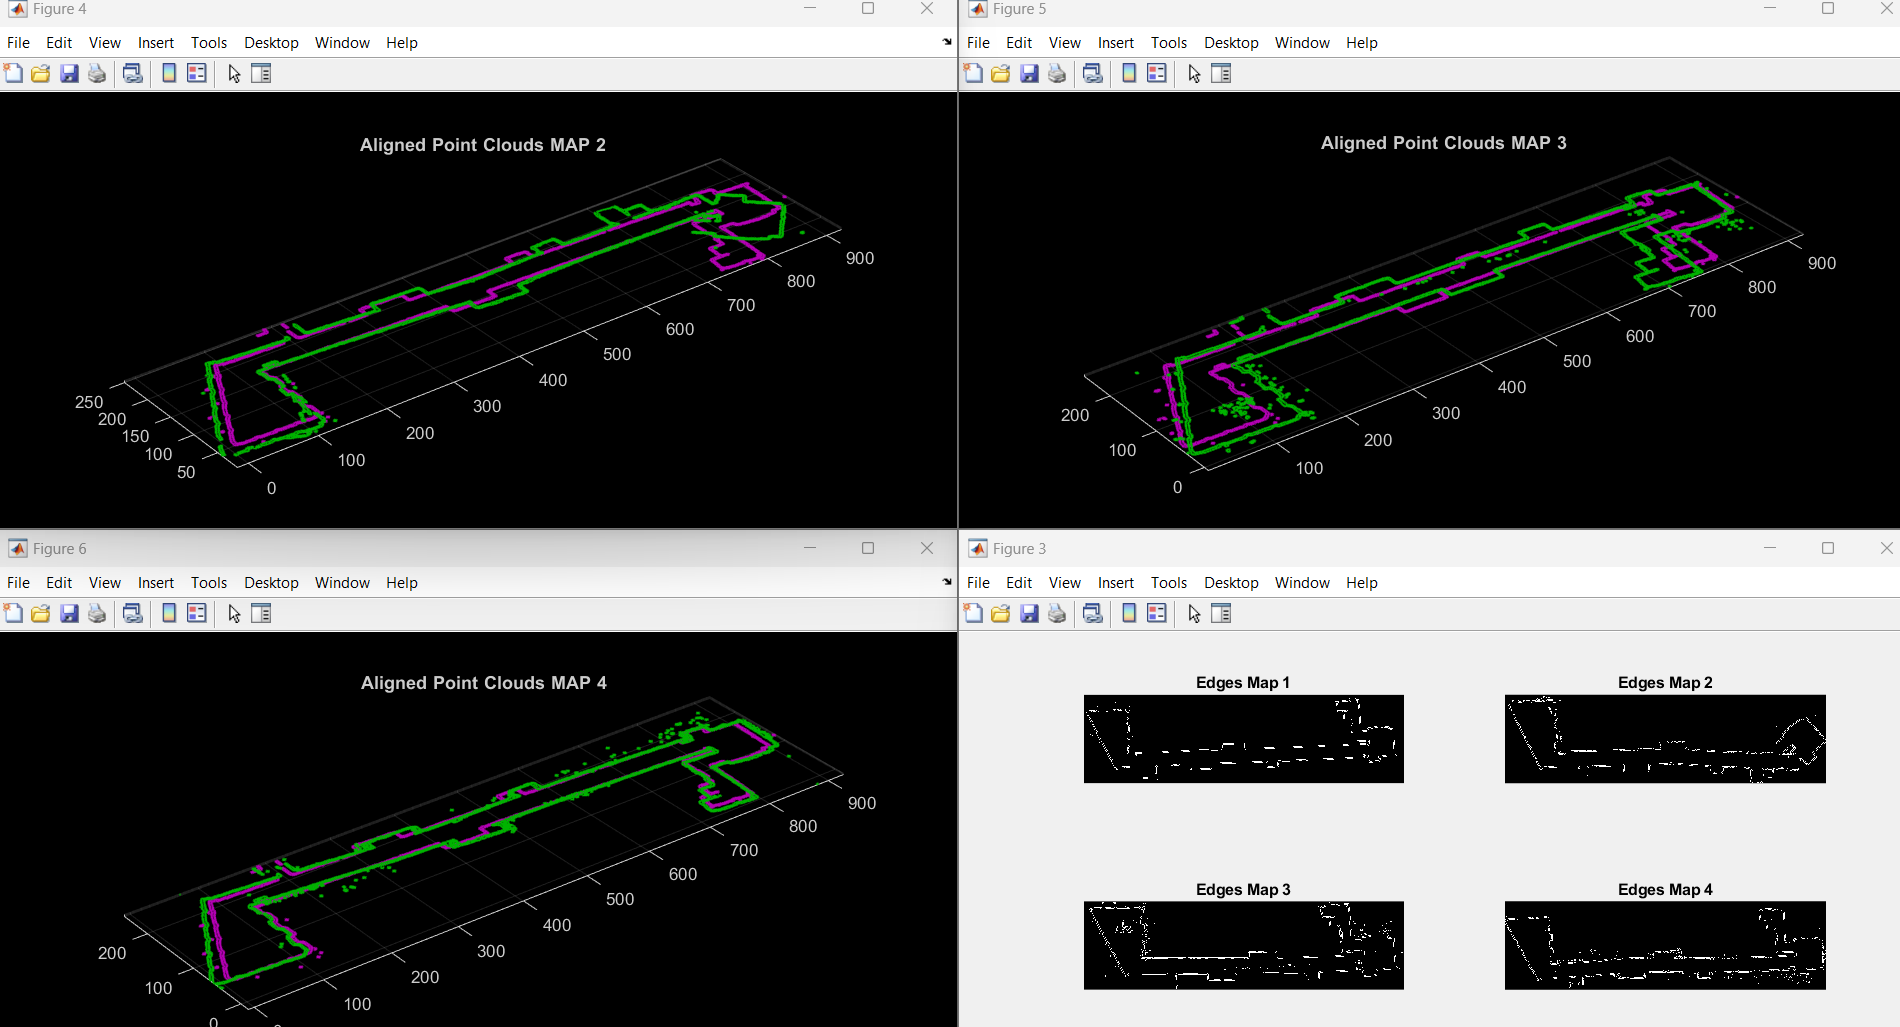 Figure 4
File Edit View Insert Tools Desktop Window Help
Aligned Point Clouds MAP 2
250
200
150
100
50
0
100
200
300
400
500
600
700
800
900
Figure 5
File Edit View Insert Tools Desktop Window Help
Aligned Point Clouds MAP 3
200
100
0
100
200
300
400
500
600
700
800
900
Figure 6
File Edit View Insert Tools Desktop Window Help
Aligned Point Clouds MAP 4
200
100
0
100
200
300
400
500
600
700
800
900
Figure 3
File Edit View Insert Tools Desktop Window Help
Edges Map 1
Edges Map 2
Edges Map 3
Edges Map 4